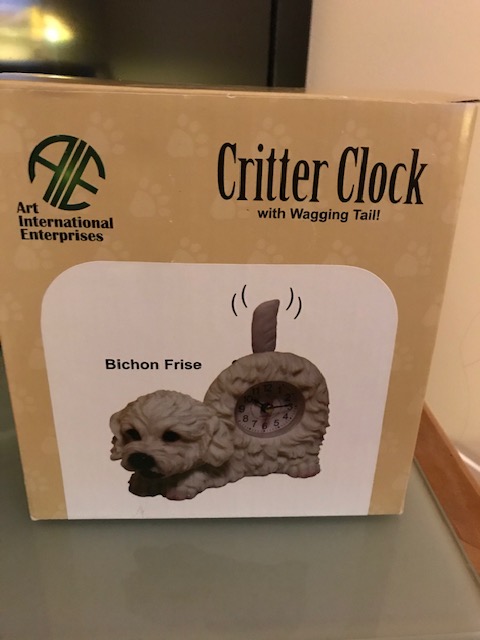 AIE
Art
International
Enterprises
Critter Clock
with Wagging Tail!
Bichon Frise